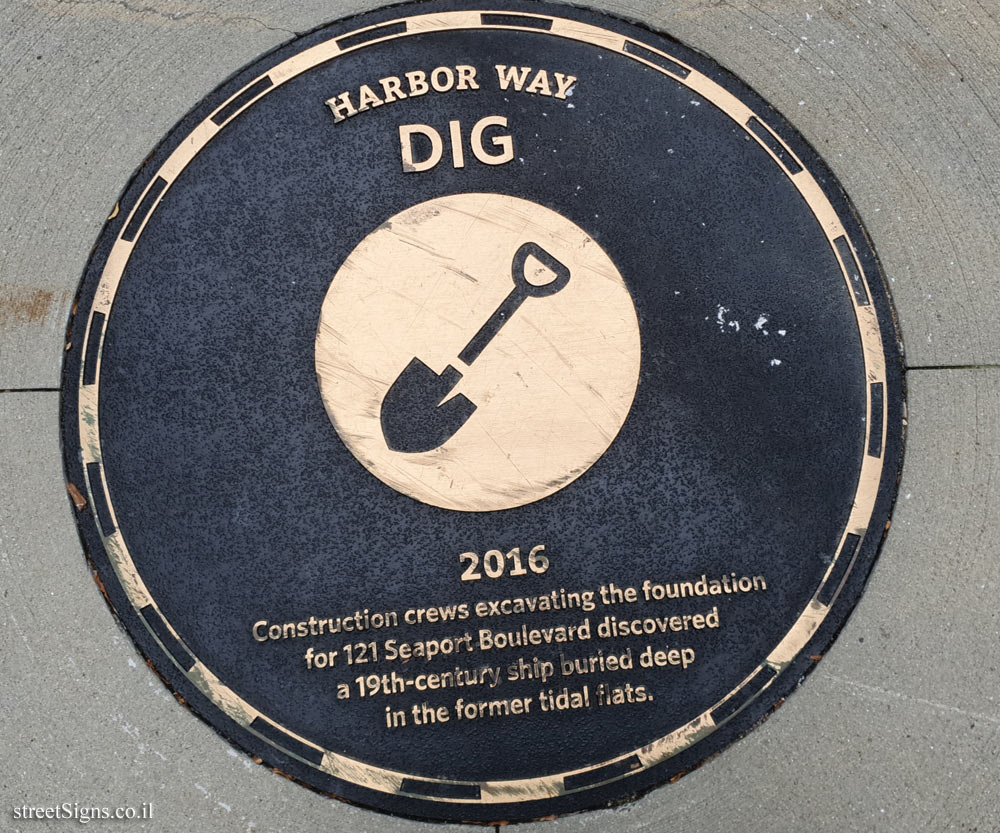 HARBOR WAY
DIG
2016
Construction crews excavating the foundation
for 121 Seaport Boulevard discovered
a 19th-century ship buried deep
in the former tidal flats.
streetSigns.co.il